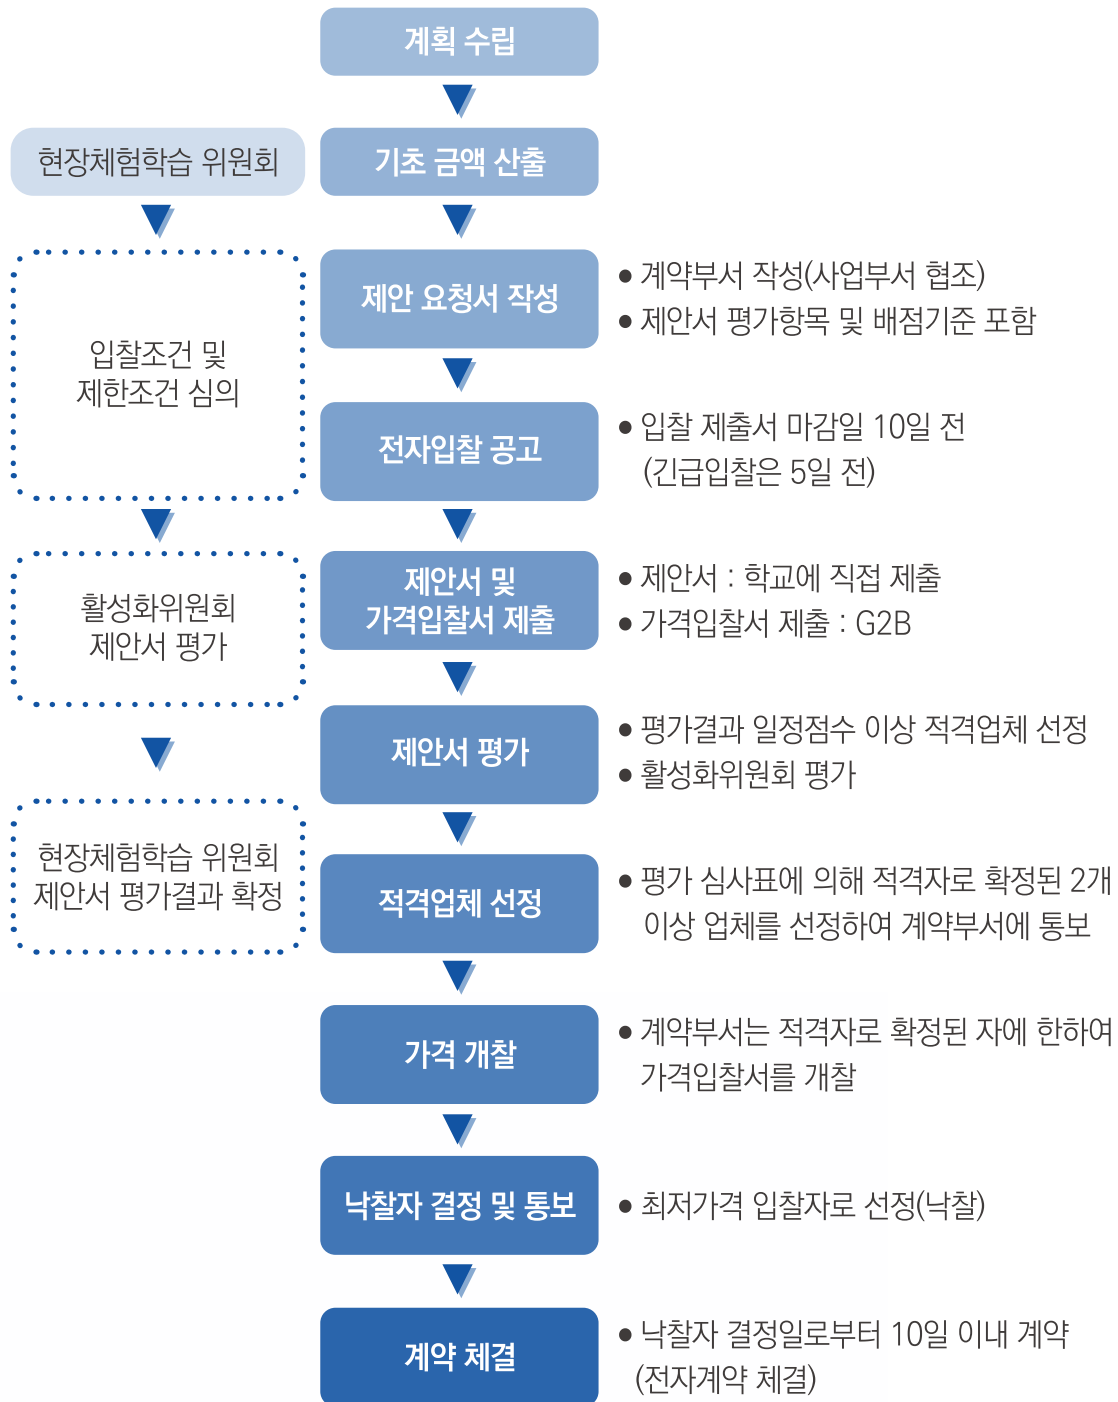 계획 수립
현장체험학습 위원회
기초 금액 산출
입찰조건 및
제한조건 심의
제안 요청서 작성
● 계약부서 작성(사업부서 협조)
● 제안서 평가항목 및 배점기준 포함
전자입찰 공고
● 입찰 제출서 마감일 10일 전
(긴급입찰은 5일 전)
활성화위원회
제안서 평가
제안서 및
가격입찰서 제출
● 제안서 : 학교에 직접 제출
● 가격입찰서 제출 : G2B
제안서 평가
● 평가결과 일정점수 이상 적격업체 선정
● 활성화위원회 평가
현장체험학습 위원회
제안서 평가결과 확정
적격업체 선정
● 평가 심사표에 의해 적격자로 확정된 2개
이상 업체를 선정하여 계약부서에 통보
가격 개찰
● 계약부서는 적격자로 확정된 자에 한하여
가격입찰서를 개찰
낙찰자 결정 및 통보
● 최저가격 입찰자로 선정(낙찰)
계약 체결
● 낙찰자 결정일로부터 10일 이내 계약
(전자계약 체결)